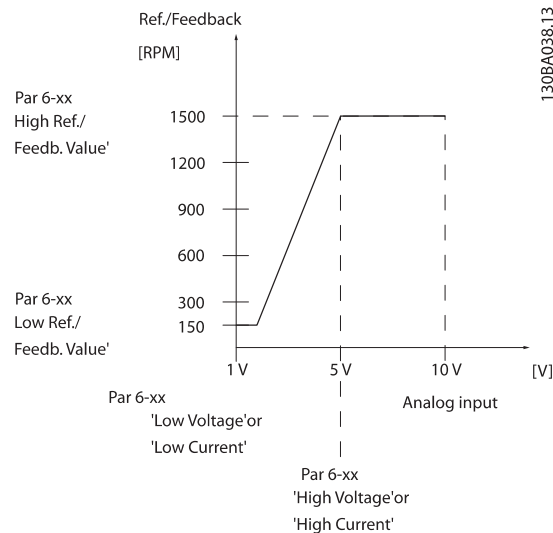 Ref./Feedback
[RPM]
130BA038.13
Par 6-xx
High Ref./
Feedb. Value'
1500
1200
900
600
Par 6-xx
Low Ref./
Feedb. Value'
300
150
1 V
5 V
10 V
[V]
Par 6-xx
'Low Voltage'or
'Low Current'
Analog input
Par 6-xx
'High Voltage'or
'High Current'